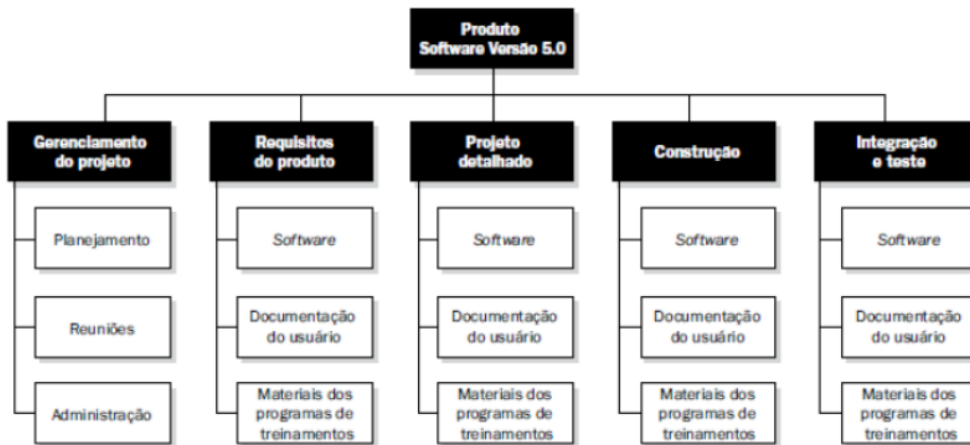 Produto
Software Versão 5.0
Gerenciamento
do projeto
Requisitos
do produto
Projeto
detalhado
Construção
Integração
e teste
Planejamento
Software
Software
Software
Software
Reuniões
Documentação
do usuário
Documentação
do usuário
Documentação
do usuário
Documentação
do usuário
Administração
Materiais dos
programas de
treinamentos
Materiais dos
programas de
treinamentos
Materiais dos
programas de
treinamentos
Materiais dos
programas de
treinamentos